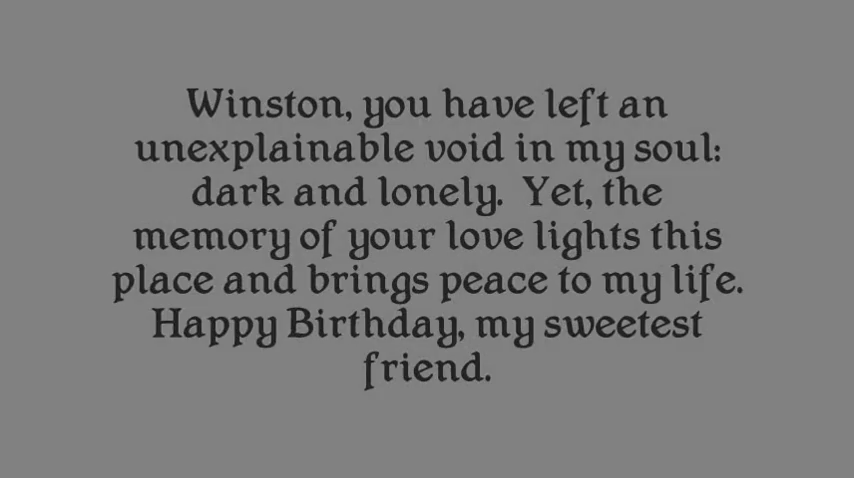 Winston, you have left an
unexplainable void in my soul:
dark and lonely.  Yet, the
memory of your love lights this
place and brings peace to my life.
Happy Birthday, my sweetest
friend.